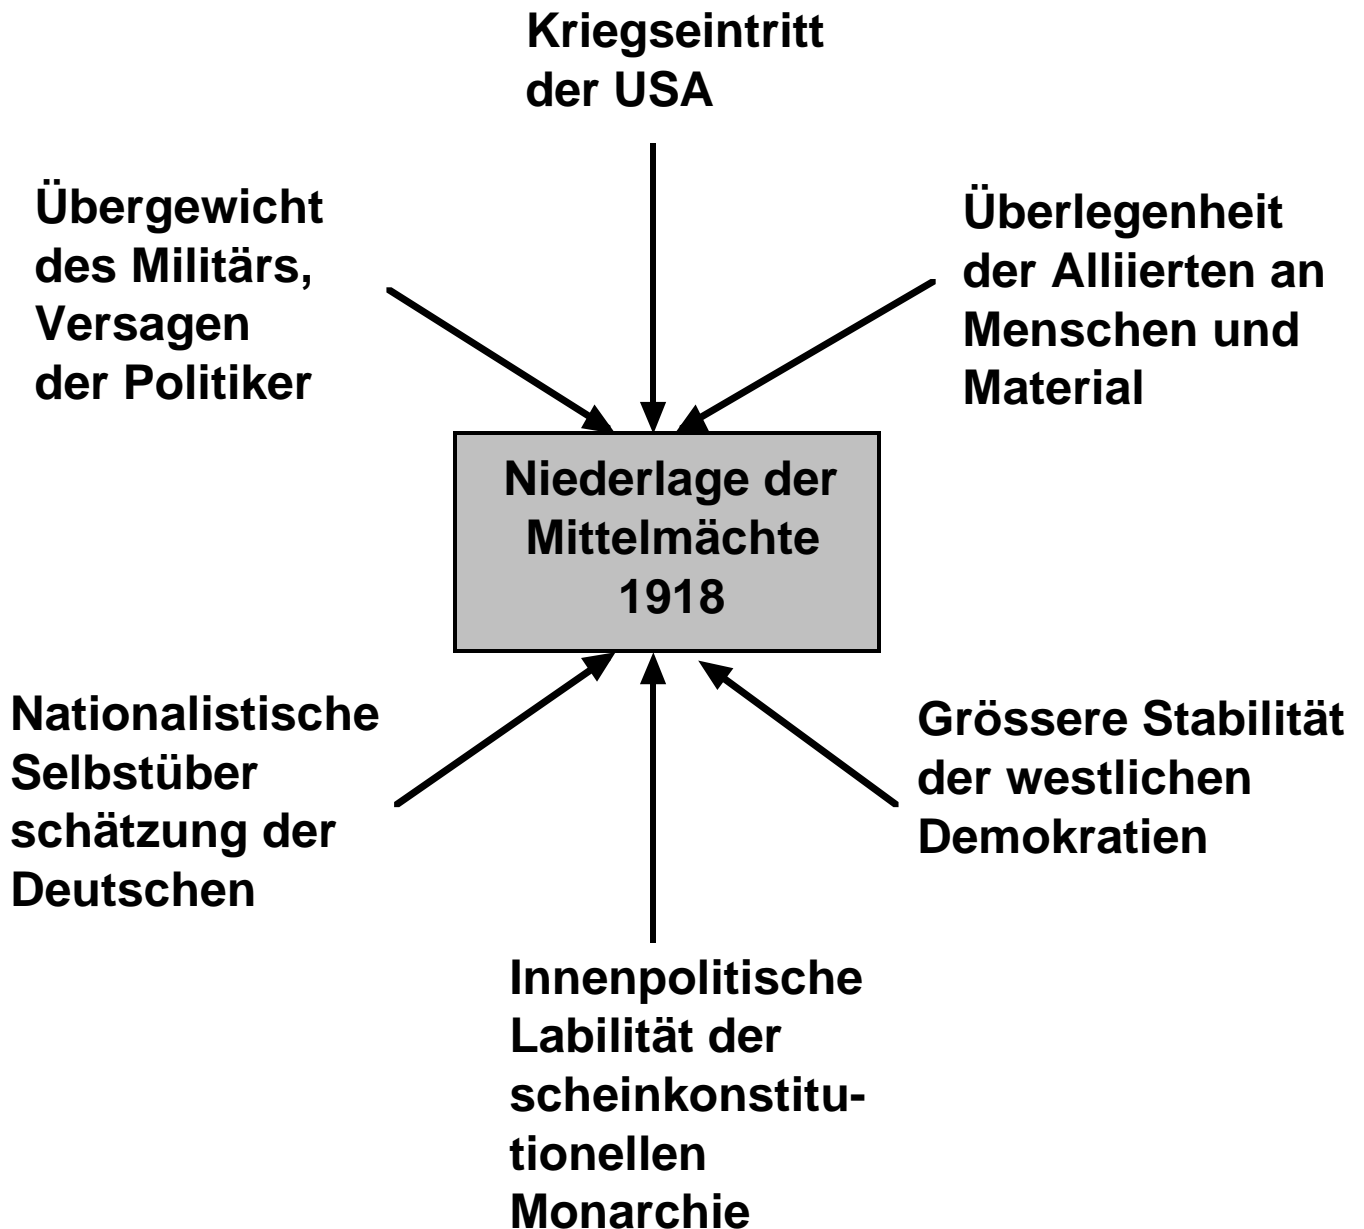 Kriegseintritt
der USA
Übergewicht
des Militärs,
Versagen
der Politiker
Überlegenheit
der Alliierten an
Menschen und
Material
Niederlage der
Mittelmächte
1918
Nationalistische
Selbstüber
schätzung der
Deutschen
Grössere Stabilität
der westlichen
Demokratien
Innenpolitische
Labilität der
scheinkonstitu-
tionellen
Monarchie